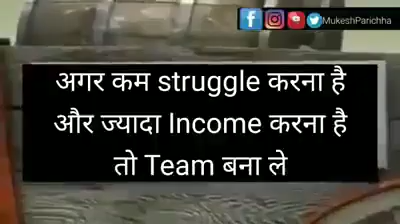 MukeshParichha
अगर कम struggle करना है
और ज्यादा Income करना है
तो Team बना ले